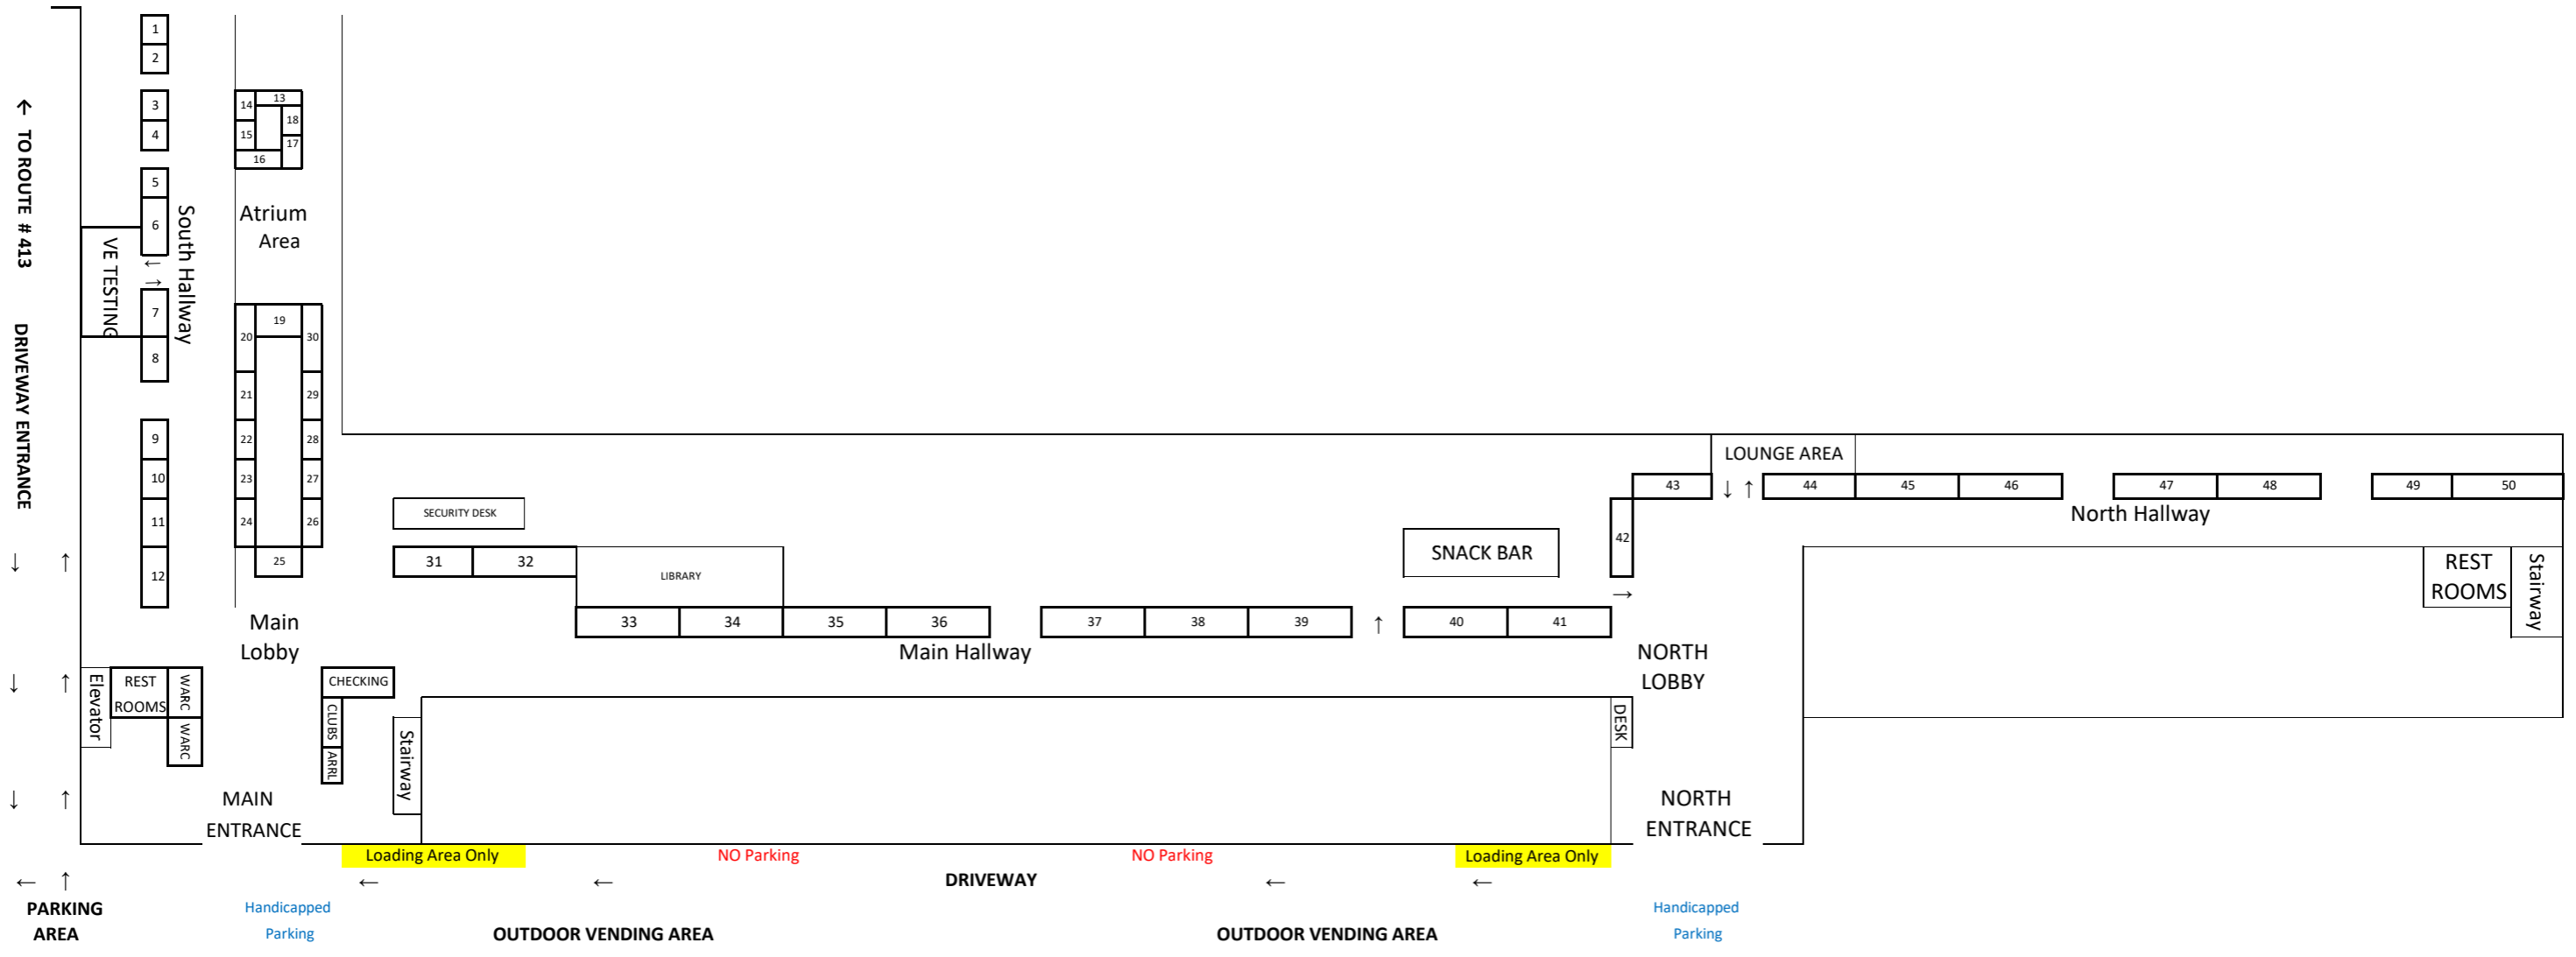 ← TO ROUTE # 413
DRIVEWAY ENTRANCE
1
2
3
4
5
6
← →
7
8
9
10
11
12
VE TESTING
South Hallway
13
14
18
15
17
16
Atrium
Area
19
20
30
21
29
22
28
23
27
24
26
25
Main
Lobby
↓ ↑
↓ ↑
↓ ↑
← ↑
Elevator
REST
ROOMS
WARC
WARC
CHECKING
CLUBS
ARRL
Stairway
MAIN
ENTRANCE
SECURITY DESK
31
32
LIBRARY
33
34
35
36
37
38
39
↑
40
41
Main Hallway
SNACK BAR
42
→
43
LOUNGE AREA
↓ ↑
44
45
46
47
48
49
50
North Hallway
NORTH
LOBBY
DESK
REST
ROOMS
Stairway
NORTH
ENTRANCE
Loading Area Only
NO Parking
NO Parking
Loading Area Only
← ← DRIVEWAY ← ←
PARKING
AREA
Handicapped
Parking
OUTDOOR VENDING AREA
OUTDOOR VENDING AREA
Handicapped
Parking